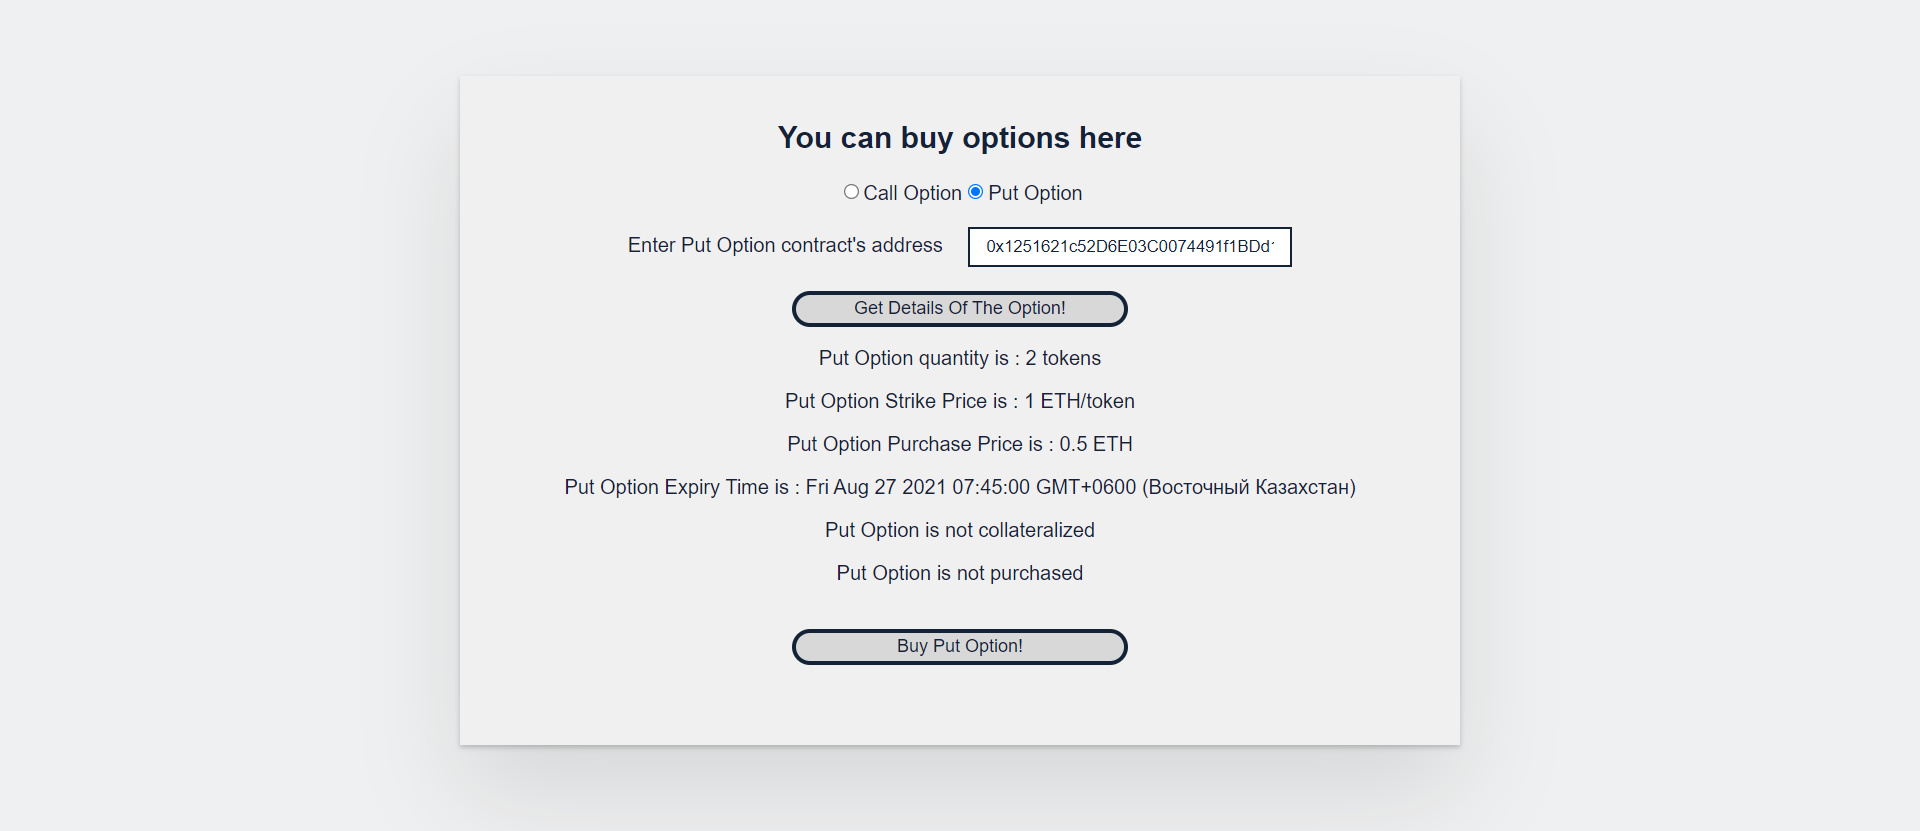 You can buy options here
Call Option Put Option
Enter Put Option contract's address 0x1251621c52D6E03C0074491f1BDd
Get Details Of The Option!
Put Option quantity is : 2 tokens
Put Option Strike Price is : 1 ETH/token
Put Option Purchase Price is : 0.5 ETH
Put Option Expiry Time is : Fri Aug 27 2021 07:45:00 GMT+0600 (Восточный Казахстан)
Put Option is not collateralized
Put Option is not purchased
Buy Put Option!